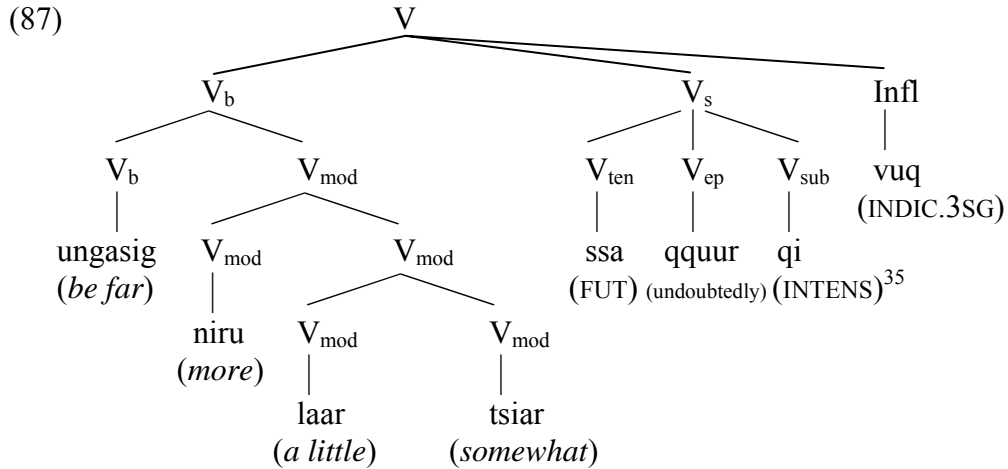 (87) V
V_b V_s Infl
V_b V_mod V_ten V_ep V_sub vuq
(INDIC.3SG)
ungasig V_mod V_mod ssa qquur qi
(be far) (FUT) (undoubtedly) (INTENS)³⁵
niru V_mod V_mod
(more)
laar tsiar
(a little) (somewhat)